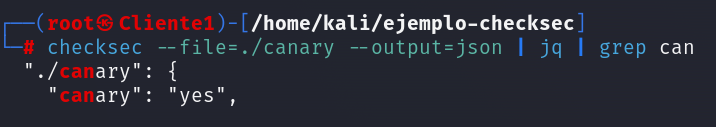 ┌──(root㉿Cliente1)-[/home/kali/ejemplo-checksec]
└─# checksec --file=./canary --output=json | jq | grep can
  "./canary": {
    "canary": "yes",